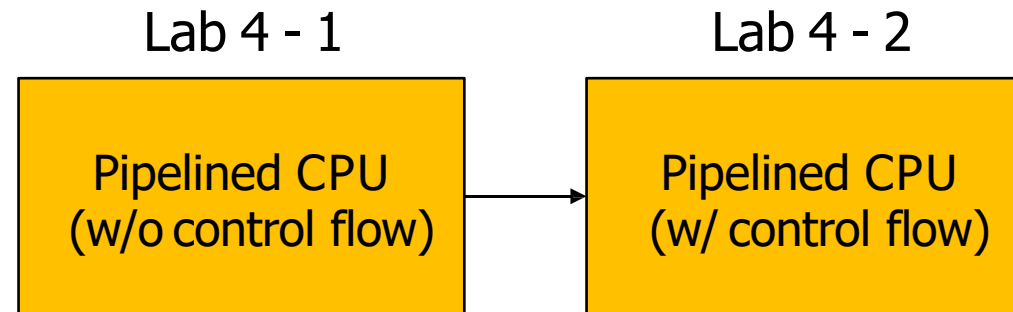 Lab 4 - 1
Lab 4 - 2
Pipelined CPU
(w/o control flow)
Pipelined CPU
(w/ control flow)